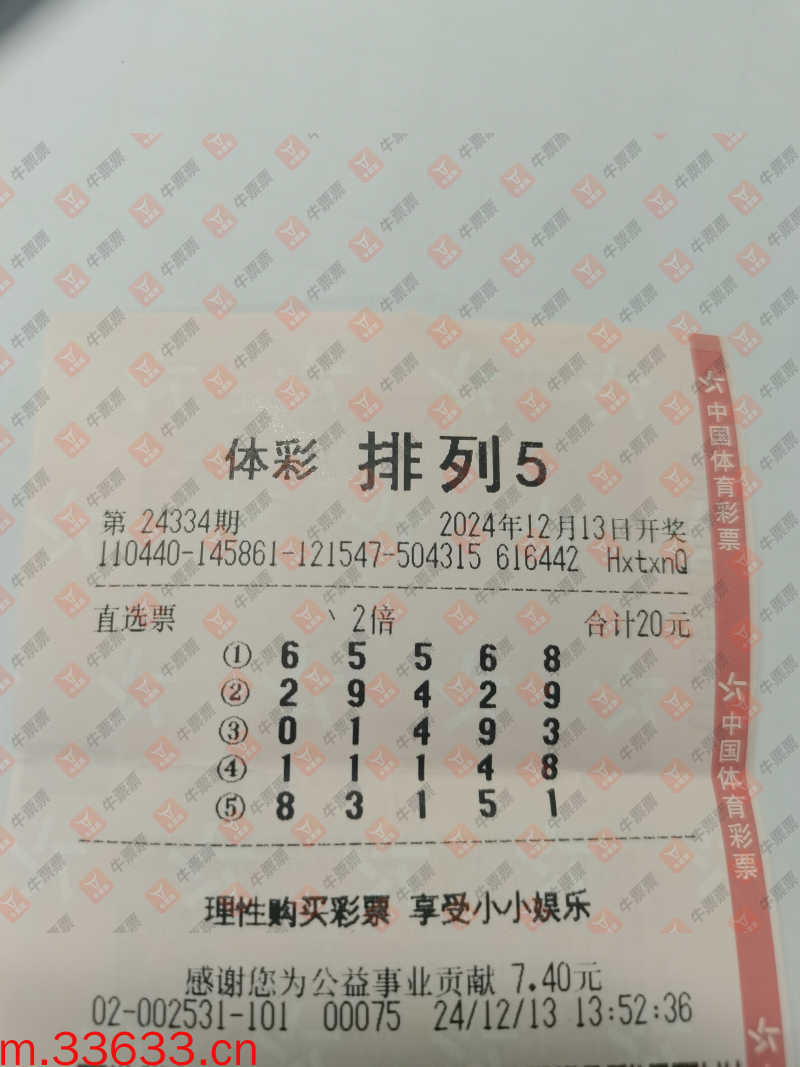 体彩 排列5
第 24334期 2024年12月13日开奖
110440-145861-121547-504315 616442 HxtxnQ
直选票 2倍 合计20元
① 6 5 5 6 8
② 2 9 4 2 9
③ 0 1 4 9 3
④ 1 1 1 4 8
⑤ 8 3 1 5 1
理性购买彩票 享受小小娱乐
感谢您为公益事业贡献 7.40元
02-002531-101 00075 24/12/13 13:52:36
中国体育彩票
中国体育彩票
牛票票
m.33633.cn